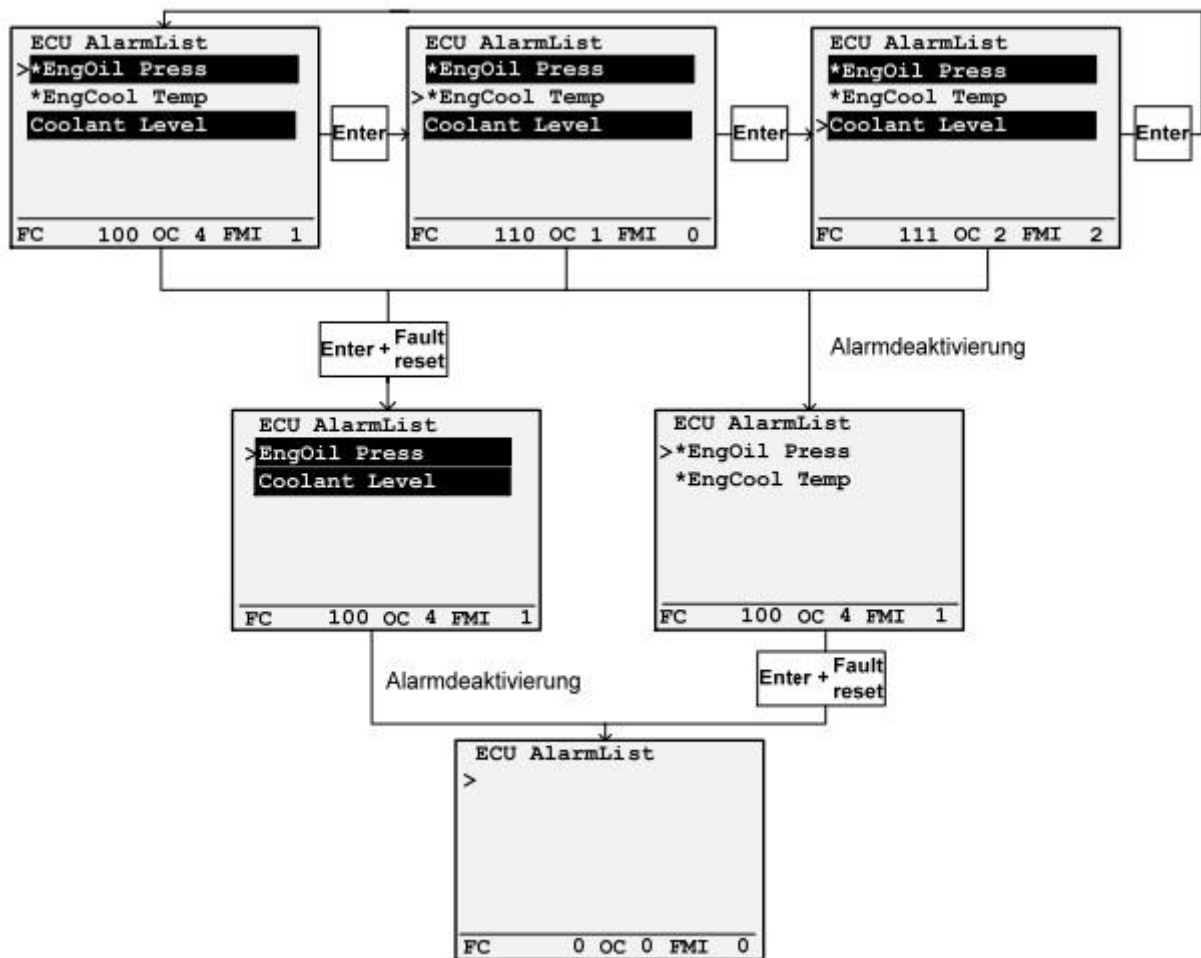 ECU AlarmList
>*EngOil Press
*EngCool Temp
Coolant Level
FC 100 OC 4 FMI 1
Enter
ECU AlarmList
*EngOil Press
>*EngCool Temp
Coolant Level
FC 110 OC 1 FMI 0
Enter
ECU AlarmList
*EngOil Press
*EngCool Temp
>Coolant Level
FC 111 OC 2 FMI 2
Enter
Enter + Fault
reset
Alarmdeaktivierung
ECU AlarmList
>EngOil Press
Coolant Level
FC 100 OC 4 FMI 1
ECU AlarmList
>*EngOil Press
*EngCool Temp
FC 100 OC 4 FMI 1
Alarmdeaktivierung
Enter + Fault
reset
ECU AlarmList
>
FC 0 OC 0 FMI 0